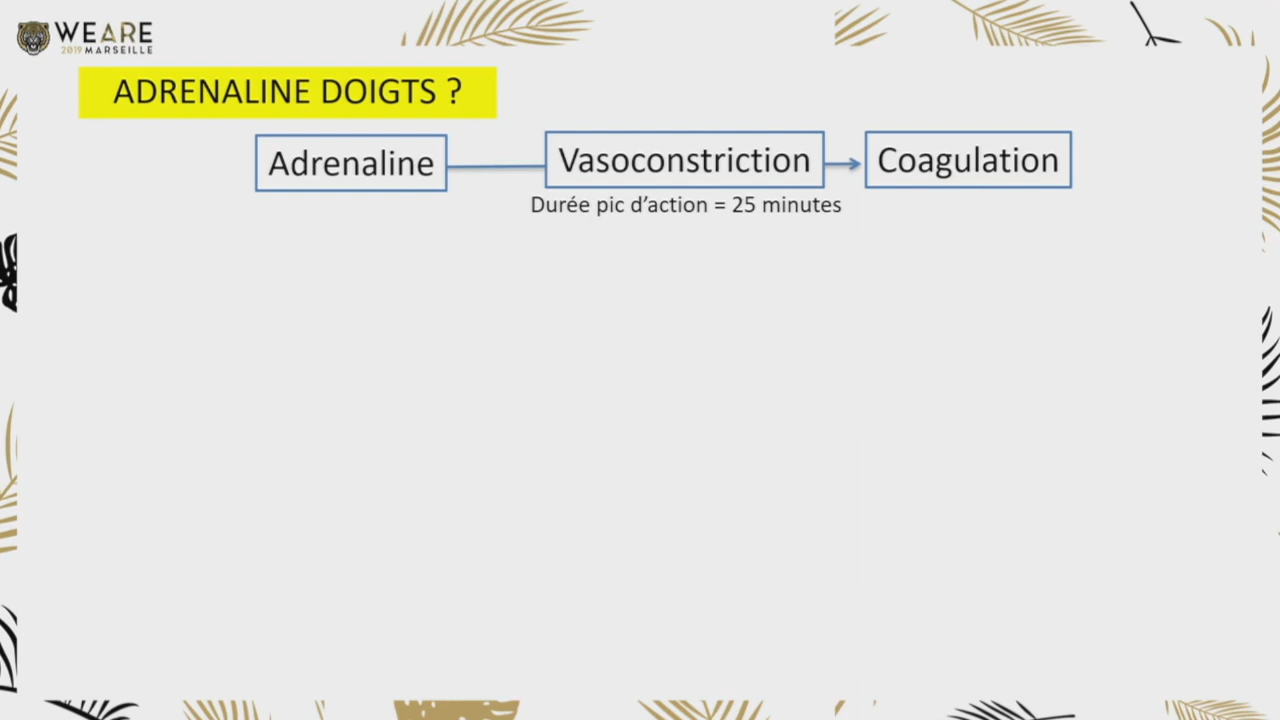 WEARE
2019 MARSEILLE
ADRENALINE DOIGTS ?
Adrenaline
Vasoconstriction
Coagulation
Durée pic d’action = 25 minutes